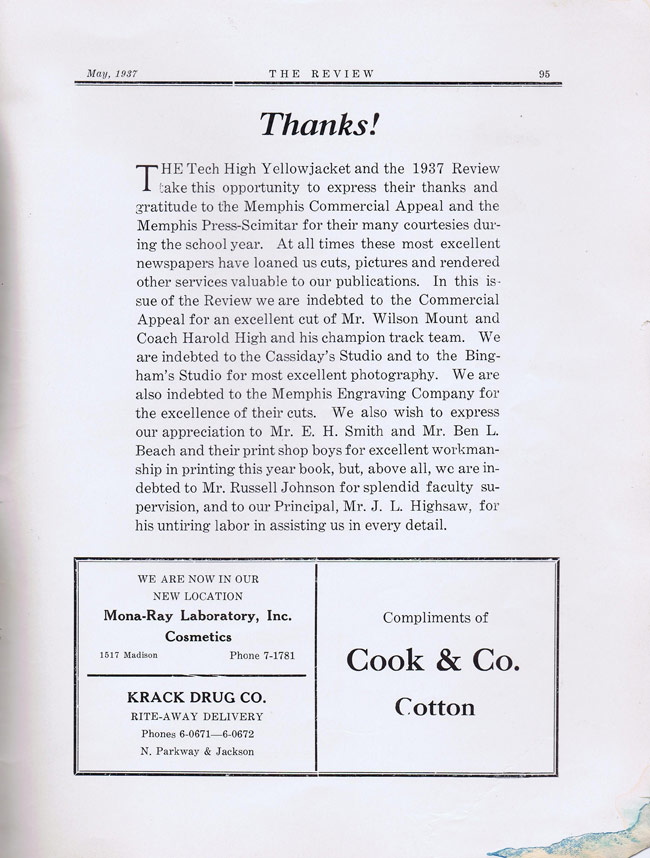 May, 1937 THE REVIEW 95
Thanks!
THE Tech High Yellowjacket and the 1937 Review
take this opportunity to express their thanks and
gratitude to the Memphis Commercial Appeal and the
Memphis Press-Scimitar for their many courtesies dur-
ing the school year. At all times these most excellent
newspapers have loaned us cuts, pictures and rendered
other services valuable to our publications. In this is-
sue of the Review we are indebted to the Commercial
Appeal for an excellent cut of Mr. Wilson Mount and
Coach Harold High and his champion track team. We
are indebted to the Cassiday's Studio and to the Bing-
ham's Studio for most excellent photography. We are
also indebted to the Memphis Engraving Company for
the excellence of their cuts. We also wish to express
our appreciation to Mr. E. H. Smith and Mr. Ben L.
Beach and their print shop boys for excellent workman-
ship in printing this year book, but, above all, we are in-
debted to Mr. Russell Johnson for splendid faculty su-
pervision, and to our Principal, Mr. J. L. Highsaw, for
his untiring labor in assisting us in every detail.
WE ARE NOW IN OUR
NEW LOCATION
Mona-Ray Laboratory, Inc.
Cosmetics
1517 Madison Phone 7-1781
KRACK DRUG CO.
RITE-AWAY DELIVERY
Phones 6-0671—6-0672
N. Parkway & Jackson
Compliments of
Cook & Co.
Cotton